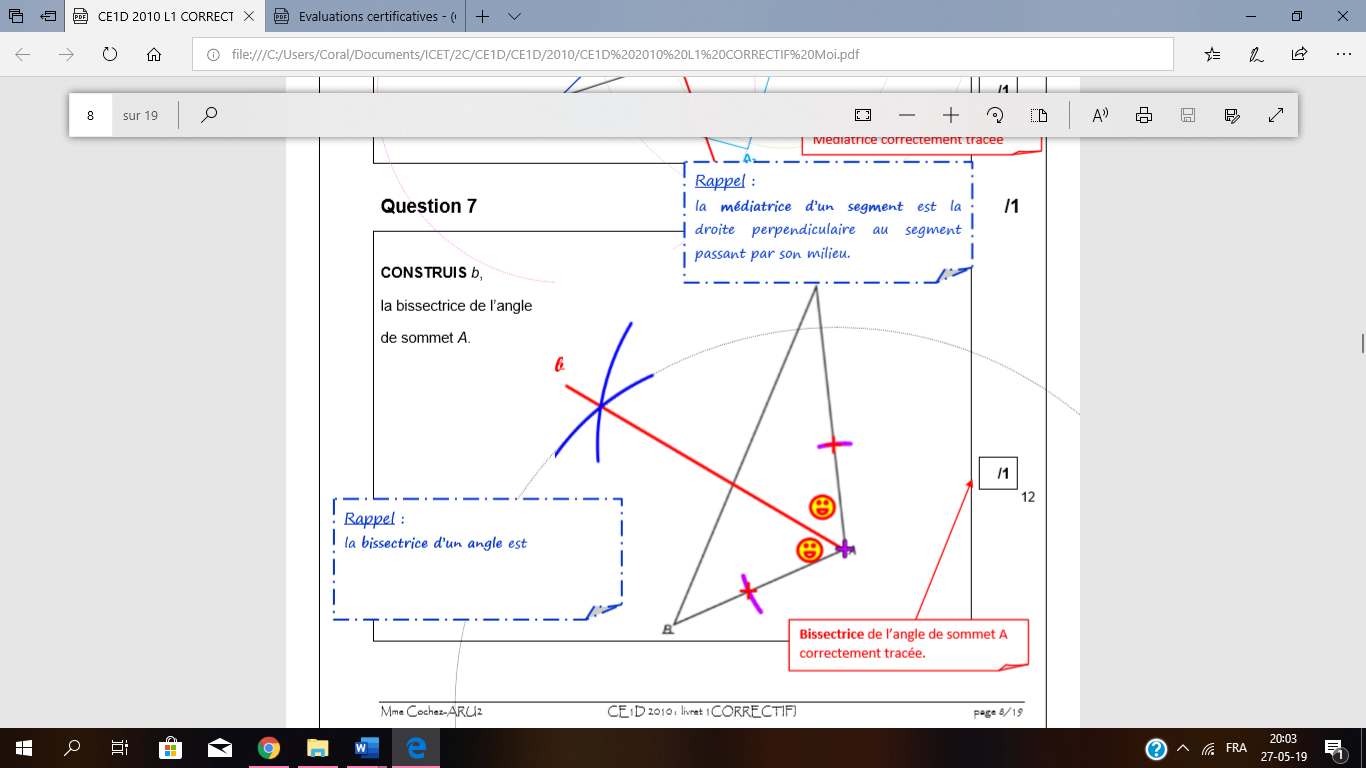 CE1D 2010 L1 CORRECT
Evaluations certificatives - (
file:///C:/Users/Coral/Documents/ICET/2C/CE1D/CE1D/2010/CE1D%202010%20L1%20CORRECTIF%20Moi.pdf
8 sur 19
/1
Médiatrice correctement tracée
Rappel :
la médiatrice d'un segment est la
droite perpendiculaire au segment
passant par son milieu.
Question 7
/1
CONSTRUIS b,
la bissectrice de l'angle
de sommet A.
b
/1
12
Rappel :
la bissectrice d'un angle est
A
B
Bissectrice de l'angle de sommet A
correctement tracée.
Mme Cochez-ARU2
CE1D 2010 : livret 1(CORRECTIF)
page 8/19
FRA
20:03
27-05-19
1